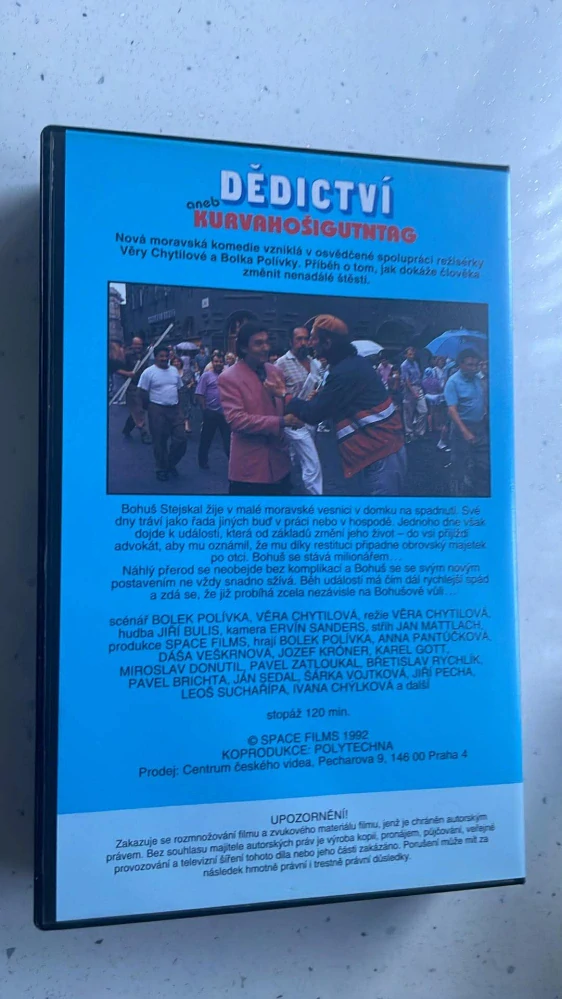 DĚDICTVÍ
aneb
KURVAHOŠIGUTNTAG
Nová moravská komedie vzniklá v osvědčené spolupráci režisérky
Věry Chytilové a Bolka Polívky. Příběh o tom, jak dokáže člověka
změnit nenadálé štěstí.
Bohuš Stejskal žije v malé moravské vesnici v domku na spadnutí. Své
dny tráví jako řada jiných buď v práci nebo v hospodě. Jednoho dne však
dojde k události, která od základů změní jeho život – do vsi přijíždí
advokát, aby mu oznámil, že mu díky restituci připadne obrovský majetek
po otci. Bohuš se stává milionářem....
Náhlý přerod se neobejde bez komplikací a Bohuš se se svým novým
postavením ne vždy snadno sžívá. Běh událostí má čím dál rychlejší spád
a zdá se, že již probíhá zcela nezávisle na Bohušově vůli....
scénář BOLEK POLÍVKA, VĚRA CHYTILOVÁ, režie VĚRA CHYTILOVÁ,
hudba JIŘÍ BULIS, kamera ERVÍN SANDERS, střih JAN MATTLACH,
produkce SPACE FILMS, hrají BOLEK POLÍVKA, ANNA PANTŮČKOVÁ,
DÁŠA VEŠKRNOVÁ, JOZEF KRÓNER, KAREL GOTT,
MIROSLAV DONUTIL, PAVEL ZATLOUKAL, BŘETISLAV RYCHLÍK,
PAVEL BRICHTA, JÁN SEDAL, ŠÁRKA VOJTKOVÁ, JIŘÍ PECHA,
LEOŠ SUCHAŘÍPA, IVANA CHYLKOVÁ a další
stopáž 120 min.
© SPACE FILMS 1992
KOPRODUKCE: POLYTECHNA
Prodej: Centrum českého videa, Pecharova 9, 146 00 Praha 4
UPOZORNĚNÍ!
Zakazuje se rozmnožování filmu a zvukového materiálu filmu, jenž je chráněn autorským
právem. Bez souhlasu majitele autorských práv je výroba kopií, pronájem, půjčování, veřejné
provozování a televizní šíření tohoto díla nebo jeho částí zakázáno. Porušení může mít za
následek hmotně právní i trestně právní důsledky.